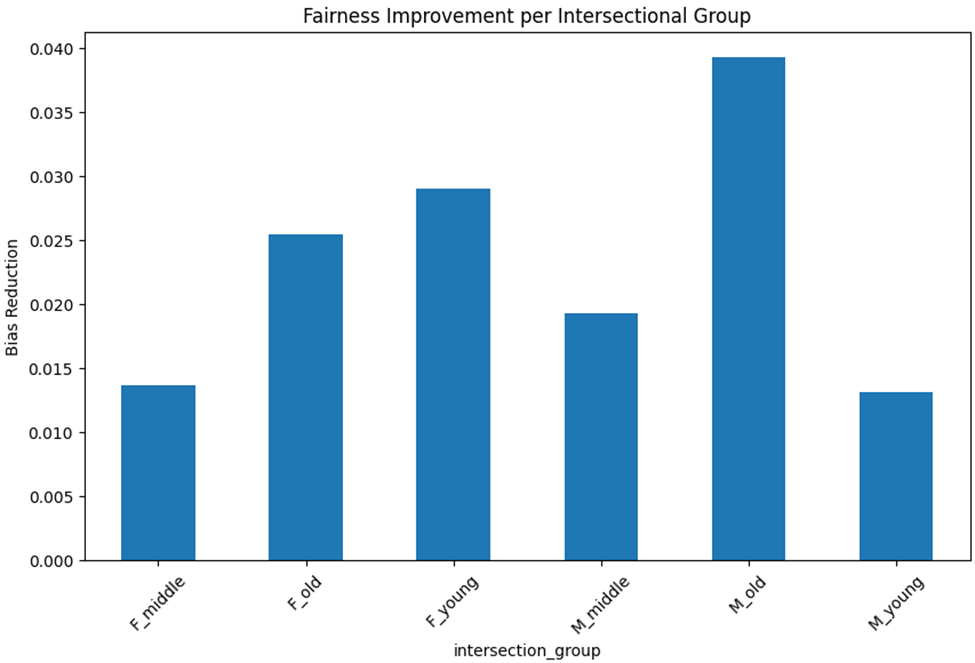 Fairness Improvement per Intersectional Group
Bias Reduction
0.040
0.035
0.030
0.025
0.020
0.015
0.010
0.005
0.000
F_middle
F_old
F_young
M_middle
M_old
M_young
intersection_group